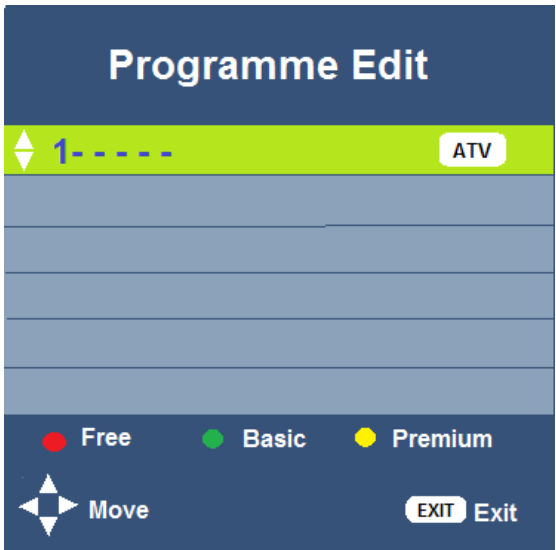 Programme Edit
1- - - - - ATV
Free Basic Premium
Move EXIT Exit